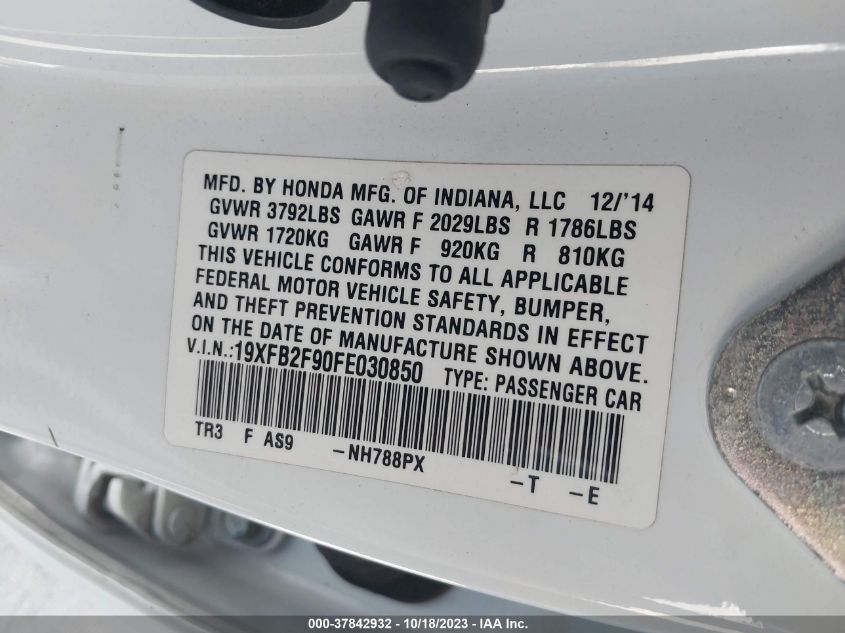 MFD. BY HONDA MFG. OF INDIANA, LLC 12/'14
GVWR 3792LBS GAWR F 2029LBS R 1786LBS
GVWR 1720KG GAWR F 920KG R 810KG
THIS VEHICLE CONFORMS TO ALL APPLICABLE
FEDERAL MOTOR VEHICLE SAFETY, BUMPER,
AND THEFT PREVENTION STANDARDS IN EFFECT
ON THE DATE OF MANUFACTURE SHOWN ABOVE.
V.I.N.:19XFB2F90FE030850 TYPE: PASSENGER CAR
TR3 F AS9 -NH788PX -T -E
000-37842932 - 10/18/2023 - IAA Inc.